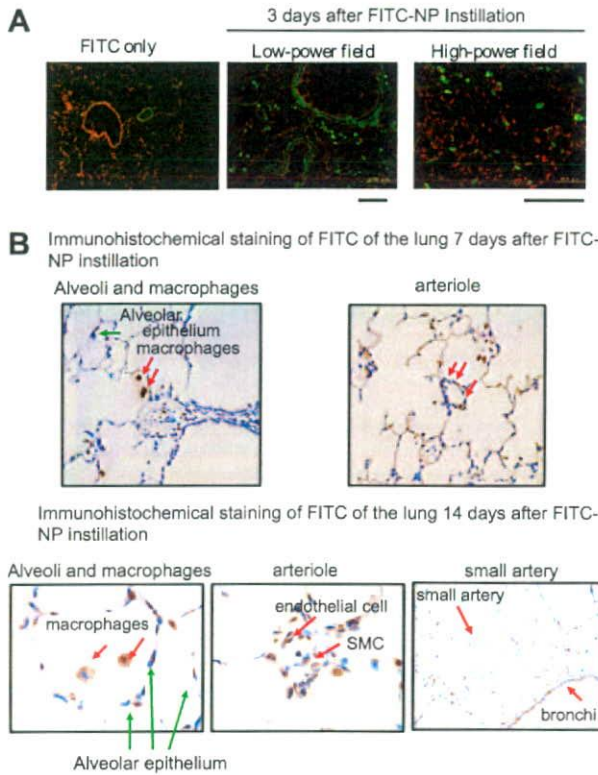 A
3 days after FITC-NP Instillation
FITC only
Low-power field
High-power field
B
Immunohistochemical staining of FITC of the lung 7 days after FITC-
NP instillation
Alveoli and macrophages
arteriole
Alveolar
epithelium
macrophages
Immunohistochemical staining of FITC of the lung 14 days after FITC-
NP instillation
Alveoli and macrophages
arteriole
small artery
macrophages
endothelial cell
SMC
small artery
bronchi
Alveolar epithelium